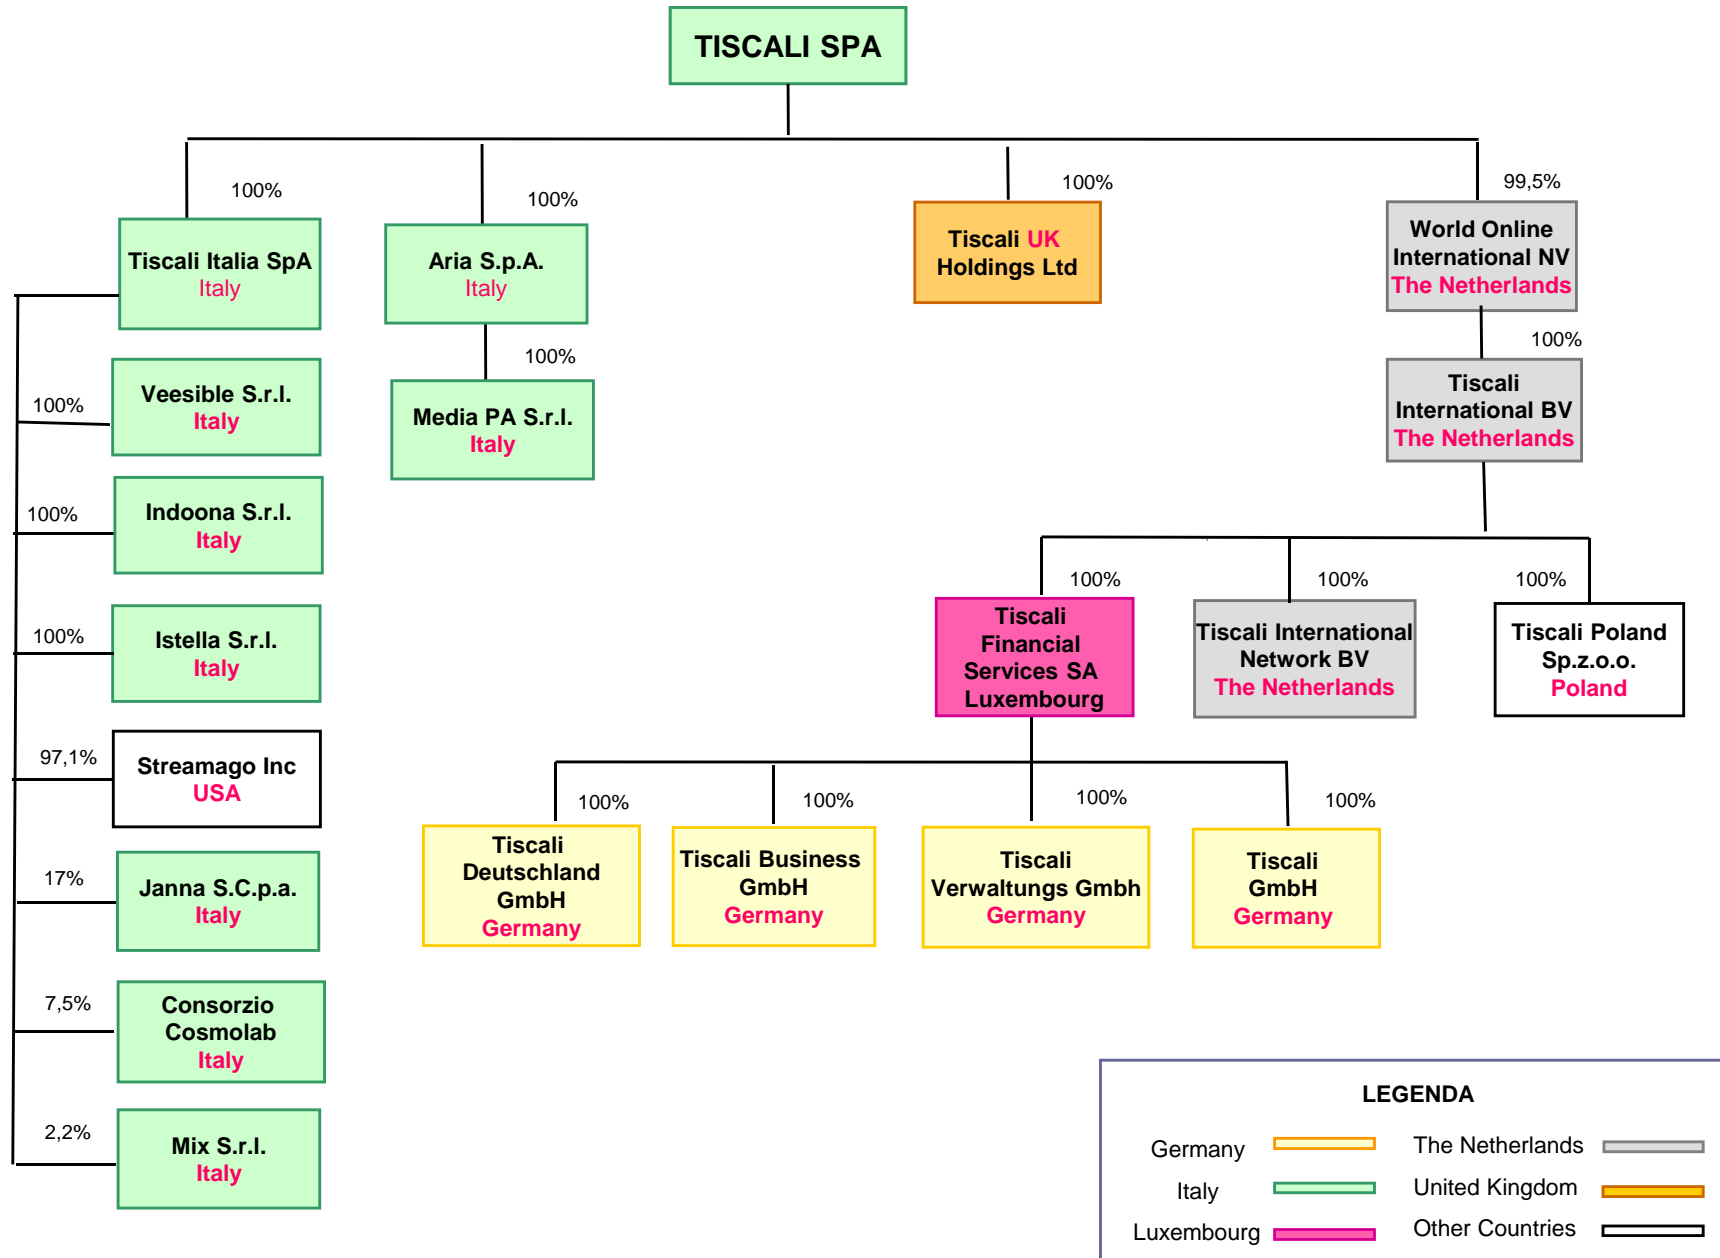 TISCALI SPA
100%
100%
100%
99,5%
Tiscali Italia SpA
Italy
Aria S.p.A.
Italy
Tiscali UK
Holdings Ltd
World Online
International NV
The Netherlands
100%
100%
Tiscali
International BV
The Netherlands
100%
Veesible S.r.l.
Italy
Media PA S.r.l.
Italy
100%
Indoona S.r.l.
Italy
100%
100%
100%
Tiscali
Financial
Services SA
Luxembourg
Tiscali International
Network BV
The Netherlands
Tiscali Poland
Sp.z.o.o.
Poland
100%
Istella S.r.l.
Italy
97,1%
Streamago Inc
USA
100%
100%
100%
100%
Tiscali
Deutschland
GmbH
Germany
Tiscali Business
GmbH
Germany
Tiscali
Verwaltungs Gmbh
Germany
Tiscali
GmbH
Germany
17%
Janna S.C.p.a.
Italy
7,5%
Consorzio
Cosmolab
Italy
2,2%
Mix S.r.l.
Italy
LEGENDA
Germany
The Netherlands
Italy
United Kingdom
Luxembourg
Other Countries